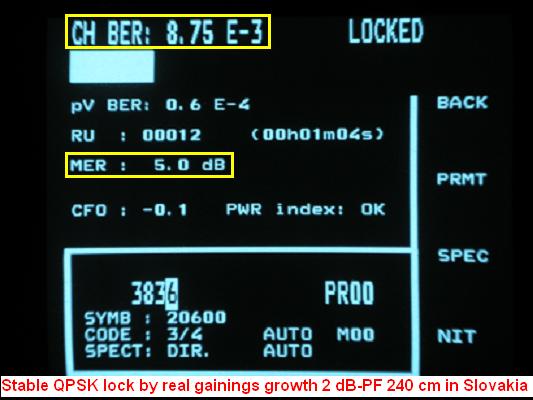 CH BER: 8.75 E-3 LOCKED
pV BER: 0.6 E-4 BACK
RU : 00012 (00h01m04s)
MER : 5.0 dB
PRMT
CFO : -0.1 PWR index: OK
SPEC
3836 PR00
SYMB : 20600
CODE : 3/4 AUTO M00 NIT
SPECT: DIR. AUTO
Stable QPSK lock by real gainings growth 2 dB-PF 240 cm in Slovakia